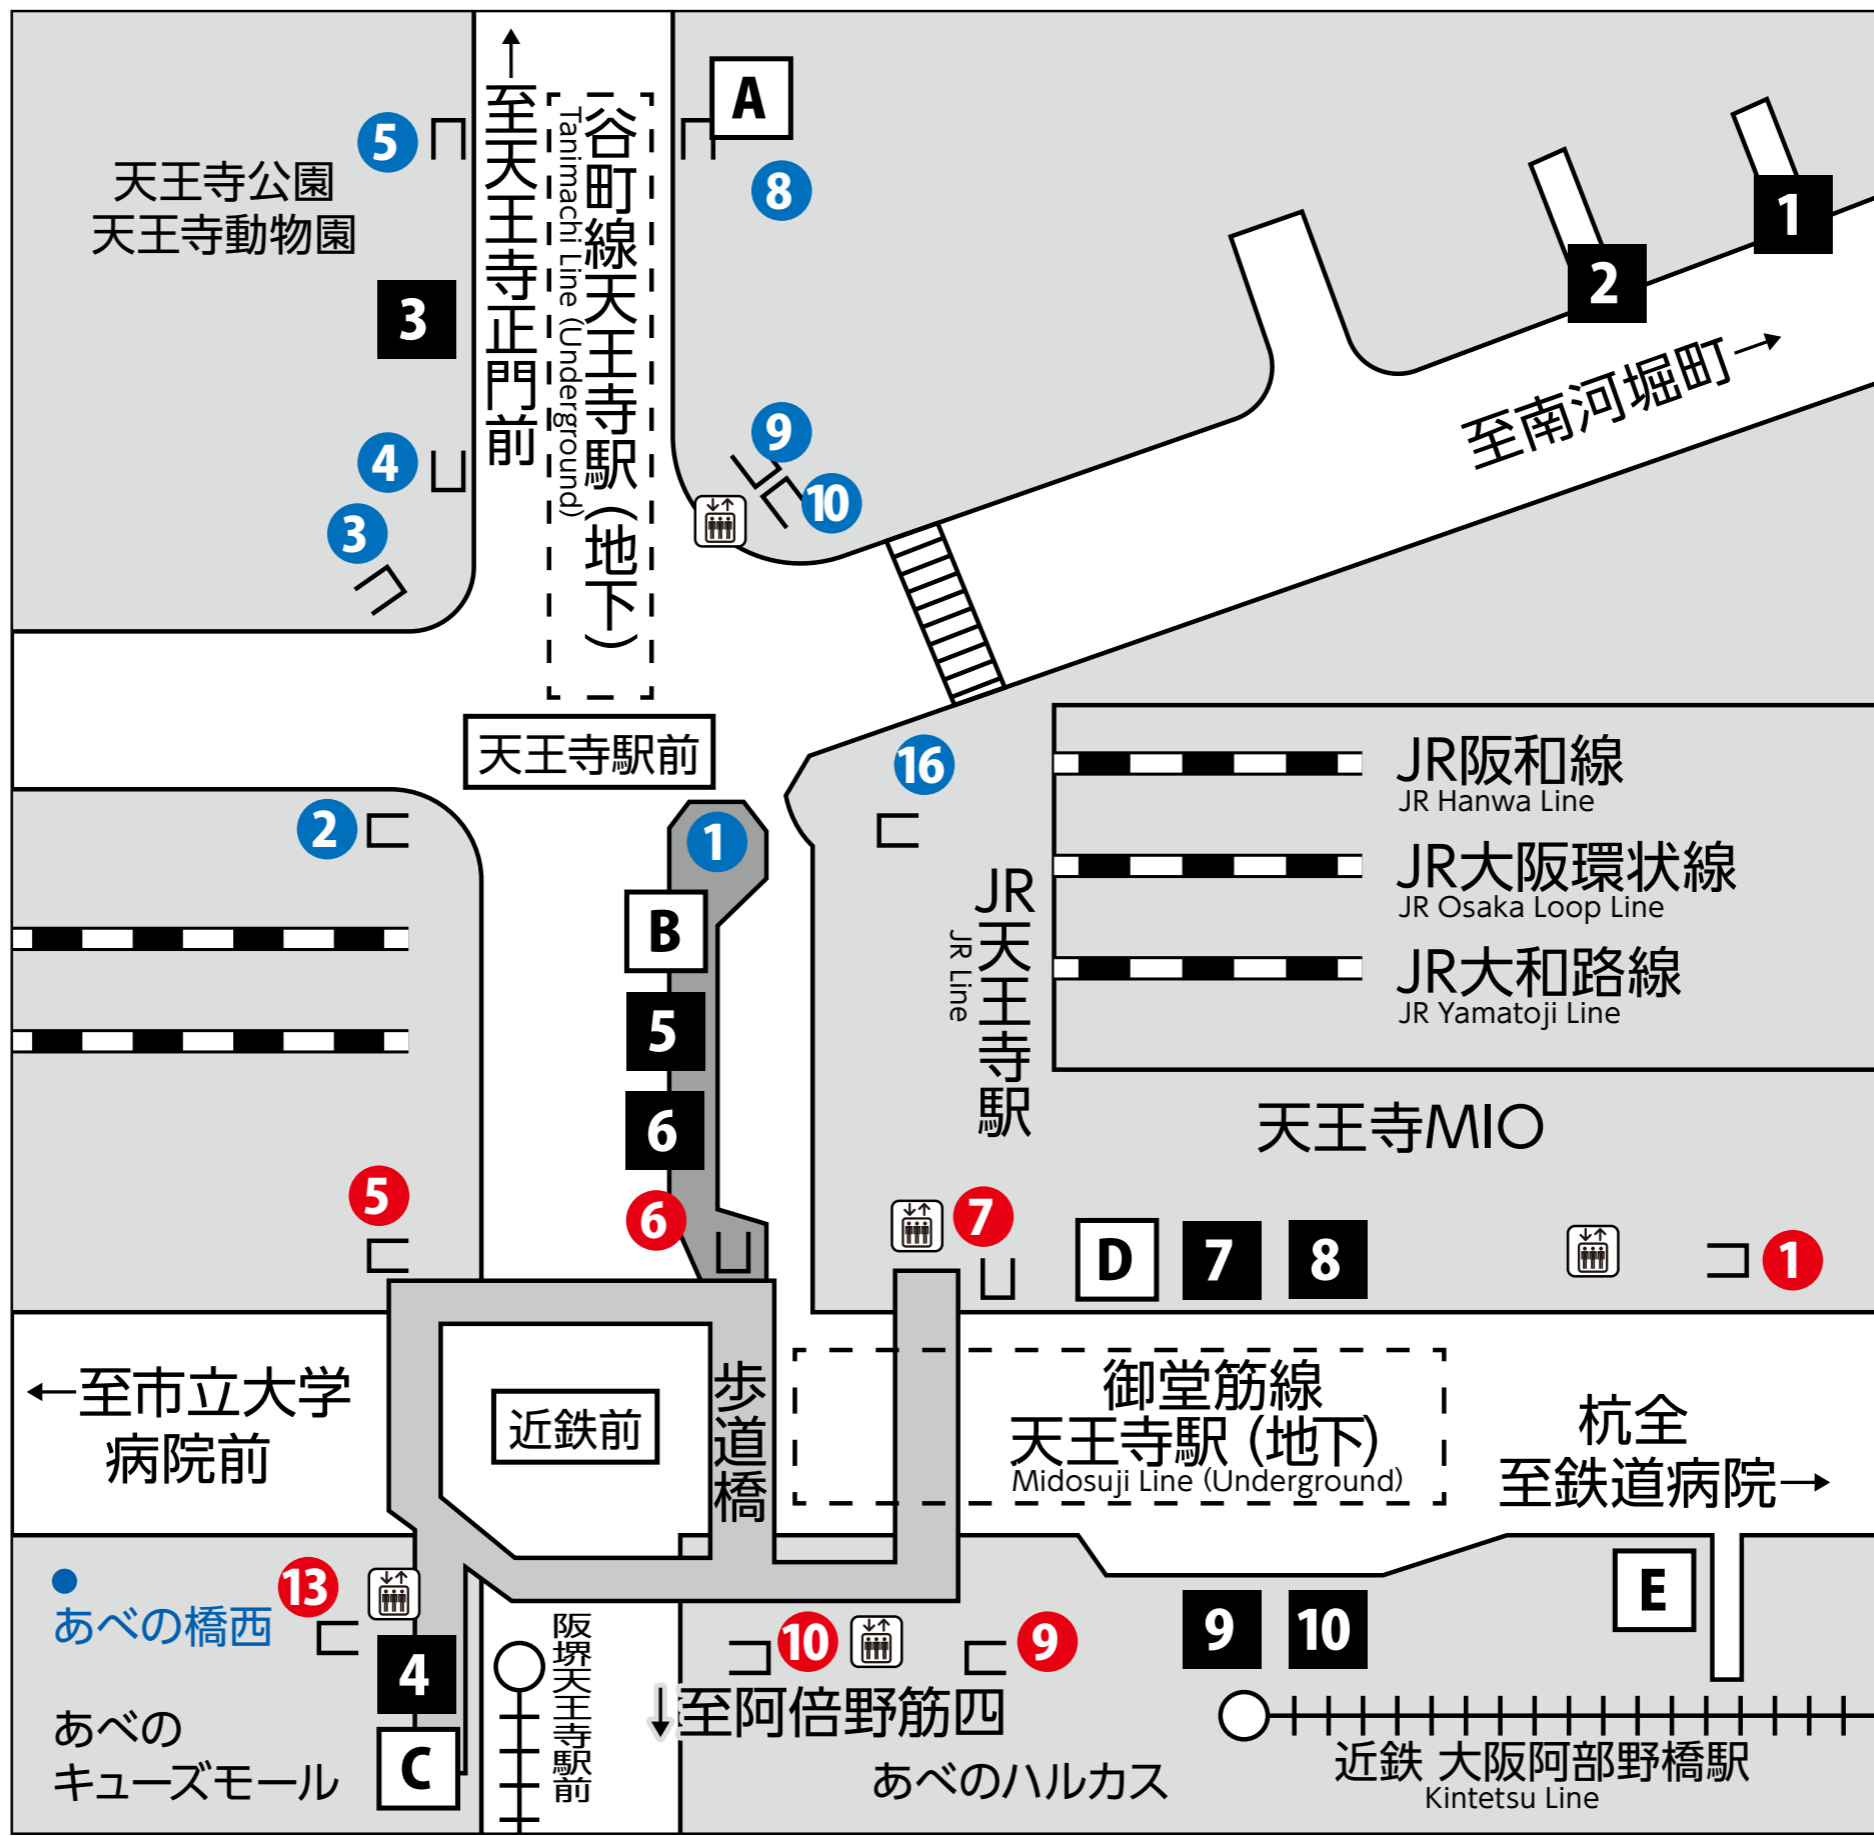 A
至天王寺正門前
谷町線天王寺駅（地下）
Tanimachi Line (Underground)
5
8
天王寺公園
天王寺動物園
1
2
3
至南河堀町
9
4
10
3
天王寺駅前
16
JR阪和線
JR Hanwa Line
2
1
JR大阪環状線
JR Osaka Loop Line
JR天王寺駅
JR Line
B
JR大和路線
JR Yamatoji Line
5
6
天王寺MIO
5
6
7
D
7
8
1
至市立大学
病院前
近鉄前
歩道橋
御堂筋線
天王寺駅（地下）
Midosuji Line (Underground)
杭全
至鉄道病院
13
あべの橋西
4
阪堺天王寺駅前
10
9
9
10
E
至阿倍野筋四
あべの
キューズモール
C
あべのハルカス
近鉄 大阪阿部野橋駅
Kintetsu Line